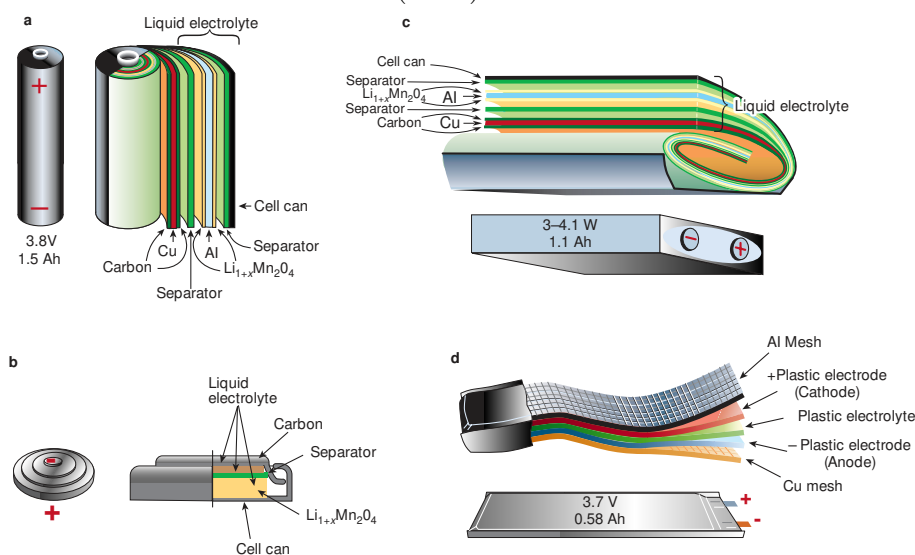 a
Liquid electrolyte
+
−
3.8V
1.5 Ah
Cell can
Separator
Cu
Al
Carbon
Li1+xMn2O4
Separator
c
Cell can
Separator
Li1+xMn2O4
Al
Separator
Carbon
Cu
Liquid electrolyte
3–4.1 W
1.1 Ah
−
+
b
Liquid
electrolyte
Carbon
Separator
Li1+xMn2O4
Cell can
+
d
Al Mesh
+Plastic electrode
(Cathode)
Plastic electrolyte
− Plastic electrode
(Anode)
Cu mesh
3.7 V
0.58 Ah
+
-